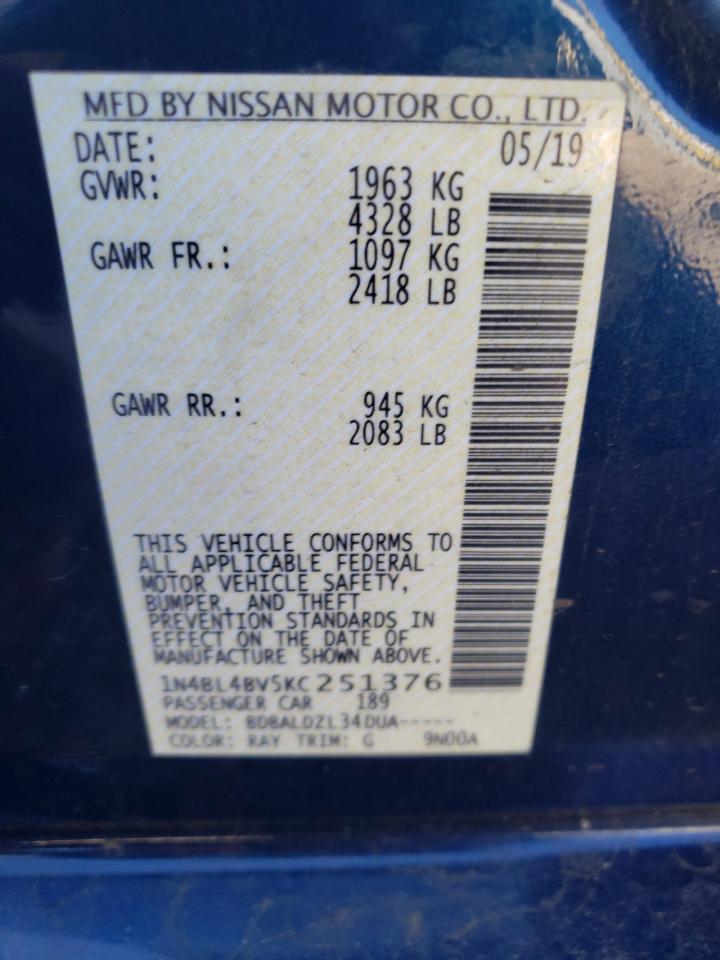 MFD BY NISSAN MOTOR CO., LTD.
DATE: 05/19
GVWR: 1963 KG
4328 LB
GAWR FR.: 1097 KG
2418 LB
GAWR RR.: 945 KG
2083 LB
THIS VEHICLE CONFORMS TO
ALL APPLICABLE FEDERAL
MOTOR VEHICLE SAFETY,
BUMPER, AND THEFT
PREVENTION STANDARDS IN
EFFECT ON THE DATE OF
MANUFACTURE SHOWN ABOVE.
1N4BL4BV5KC251376
PASSENGER CAR 189
MODEL: BDBALDZL34DUA-----
COLOR: RAY TRIM: G 9N00A